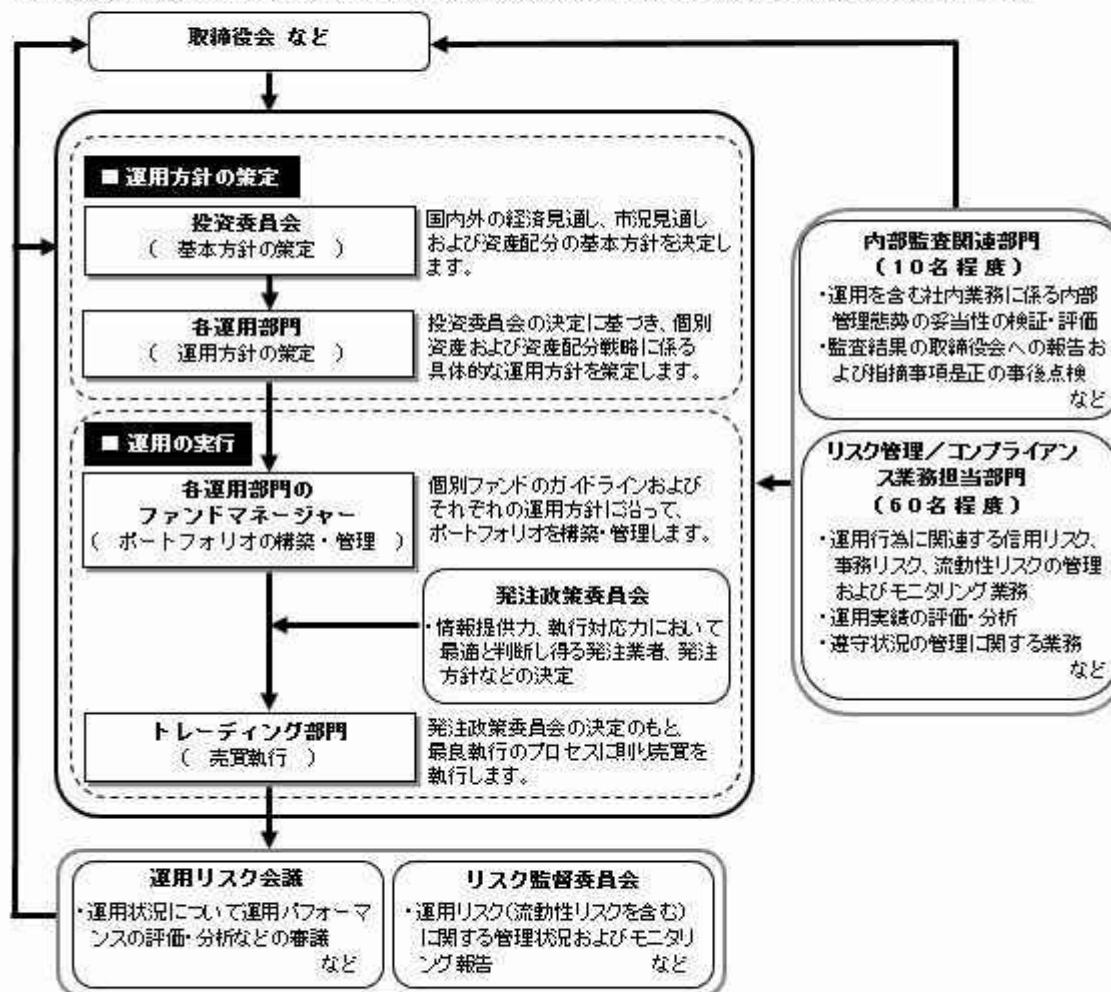 取締役会 など
■ 運用方針の策定
投資委員会
( 基本方針の策定 )
国内外の経済見通し、市況見通し
および資産配分の基本方針を決定し
ます。
各運用部門
( 運用方針の策定 )
投資委員会の決定に基づき、個別
資産および資産配分戦略に係る
具体的な運用方針を策定します。
■ 運用の実行
各運用部門の
ファンドマネージャー
( ポートフォリオの構築・管理 )
個別ファンドのガイドラインおよび
それぞれの運用方針に沿って、
ポートフォリオを構築・管理します。
発注政策委員会
・情報提供力、執行対応力において
最適と判断し得る発注業者、発注
方針などの決定
トレーディング部門
( 売買執行 )
発注政策委員会の決定のもと
最良執行のプロセスに則り売買を
執行します。
内部監査関連部門
(10名程度)
・運用を含む社内業務に係る内部
管理態勢の妥当性の検証・評価
・監査結果の取締役会への報告お
よび指摘事項是正の事後点検
など
リスク管理/コンプライアン
ス業務担当部門
(60名程度)
・運用行為に関連する信用リスク、
事務リスク、流動性リスクの管理
およびモニタリング業務
・運用実績の評価・分析
・遵守状況の管理に関する業務
など
運用リスク会議
・運用状況について運用パフォーマ
ンスの評価・分析などの審議
など
リスク監督委員会
・運用リスク(流動性リスクを含む)
に関する管理状況およびモニタリ
ング報告 など